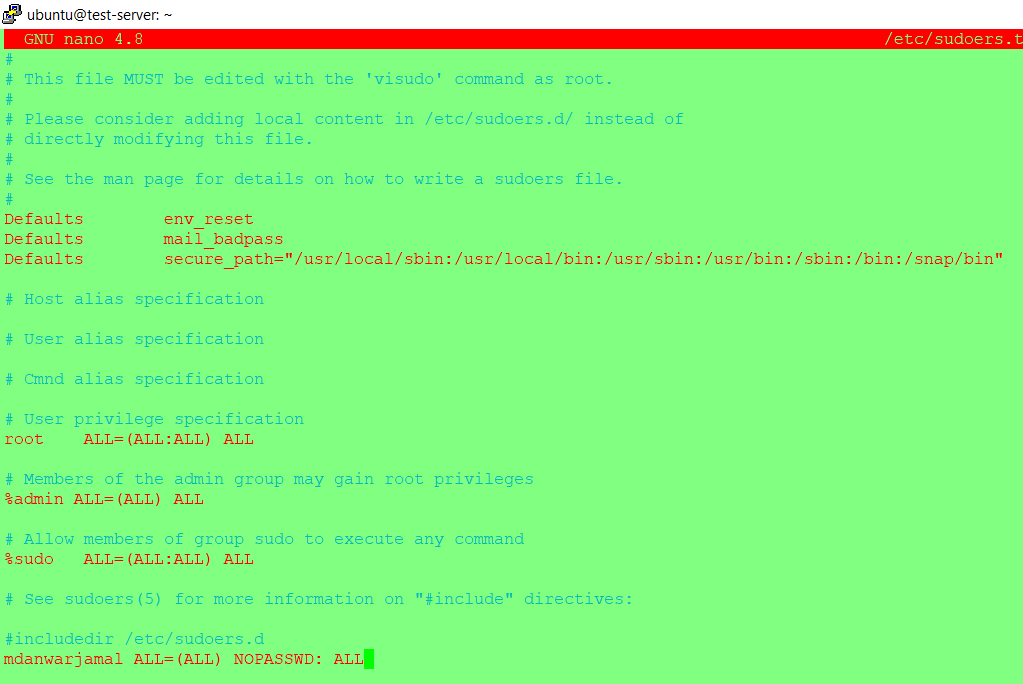 ubuntu@test-server: ~
GNU nano 4.8 /etc/sudoers.t
#
# This file MUST be edited with the 'visudo' command as root.
#
# Please consider adding local content in /etc/sudoers.d/ instead of
# directly modifying this file.
#
# See the man page for details on how to write a sudoers file.
#
Defaults        env_reset
Defaults        mail_badpass
Defaults        secure_path="/usr/local/sbin:/usr/local/bin:/usr/sbin:/usr/bin:/sbin:/bin:/snap/bin"
# Host alias specification
# User alias specification
# Cmnd alias specification
# User privilege specification
root    ALL=(ALL:ALL) ALL
# Members of the admin group may gain root privileges
%admin ALL=(ALL) ALL
# Allow members of group sudo to execute any command
%sudo   ALL=(ALL:ALL) ALL
# See sudoers(5) for more information on "#include" directives:
#includedir /etc/sudoers.d
mdanwarjamal ALL=(ALL) NOPASSWD: ALL